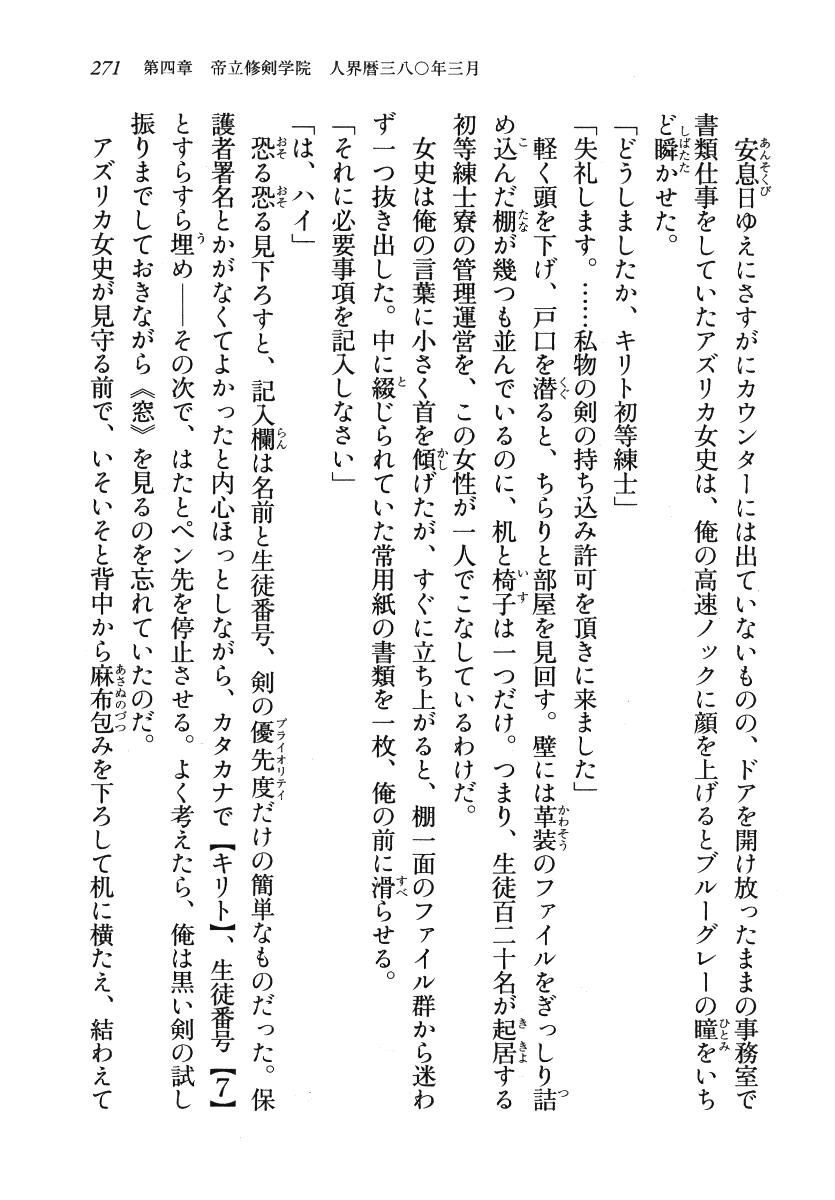 271　第四章　帝立修剣学院　人界暦三八〇年三月
　安息日ゆえにさすがにカウンターには出ていないものの、ドアを開け放ったままの事務室で
書類仕事をしていたアズリカ女史は、俺の高速ノックに顔を上げるとブルーグレーの瞳をいち
ど瞬かせた。
「どうしましたか、キリト初等練士」
「失礼します。……私物の剣の持ち込み許可を頂きに来ました」
　軽く頭を下げ、戸口を潜ると、ちらりと部屋を見回す。壁には革装のファイルをぎっしり詰
め込んだ棚が幾つも並んでいるのに、机と椅子は一つだけ。つまり、生徒百二十名が起居する
初等練士寮の管理運営を、この女性が一人でこなしているわけだ。
　女史は俺の言葉に小さく首を傾げたが、すぐに立ち上がると、棚一面のファイル群から迷わ
ず一つ抜き出した。中に綴じられていた常用紙の書類を一枚、俺の前に滑らせる。
「それに必要事項を記入しなさい」
「は、ハイ」
　恐る恐る見下ろすと、記入欄は名前と生徒番号、剣の優先度だけの簡単なものだった。保
護者署名とかがなくてよかったと内心ほっとしながら、カタカナで【キリト】、生徒番号【7】
とすらすら埋め――その次で、はたとペン先を停止させる。よく考えたら、俺は黒い剣の試し
振りまでしておきながら《窓》を見るのを忘れていたのだ。
　アズリカ女史が見守る前で、いそいそと背中から麻布包みを下ろして机に横たえ、結わえて